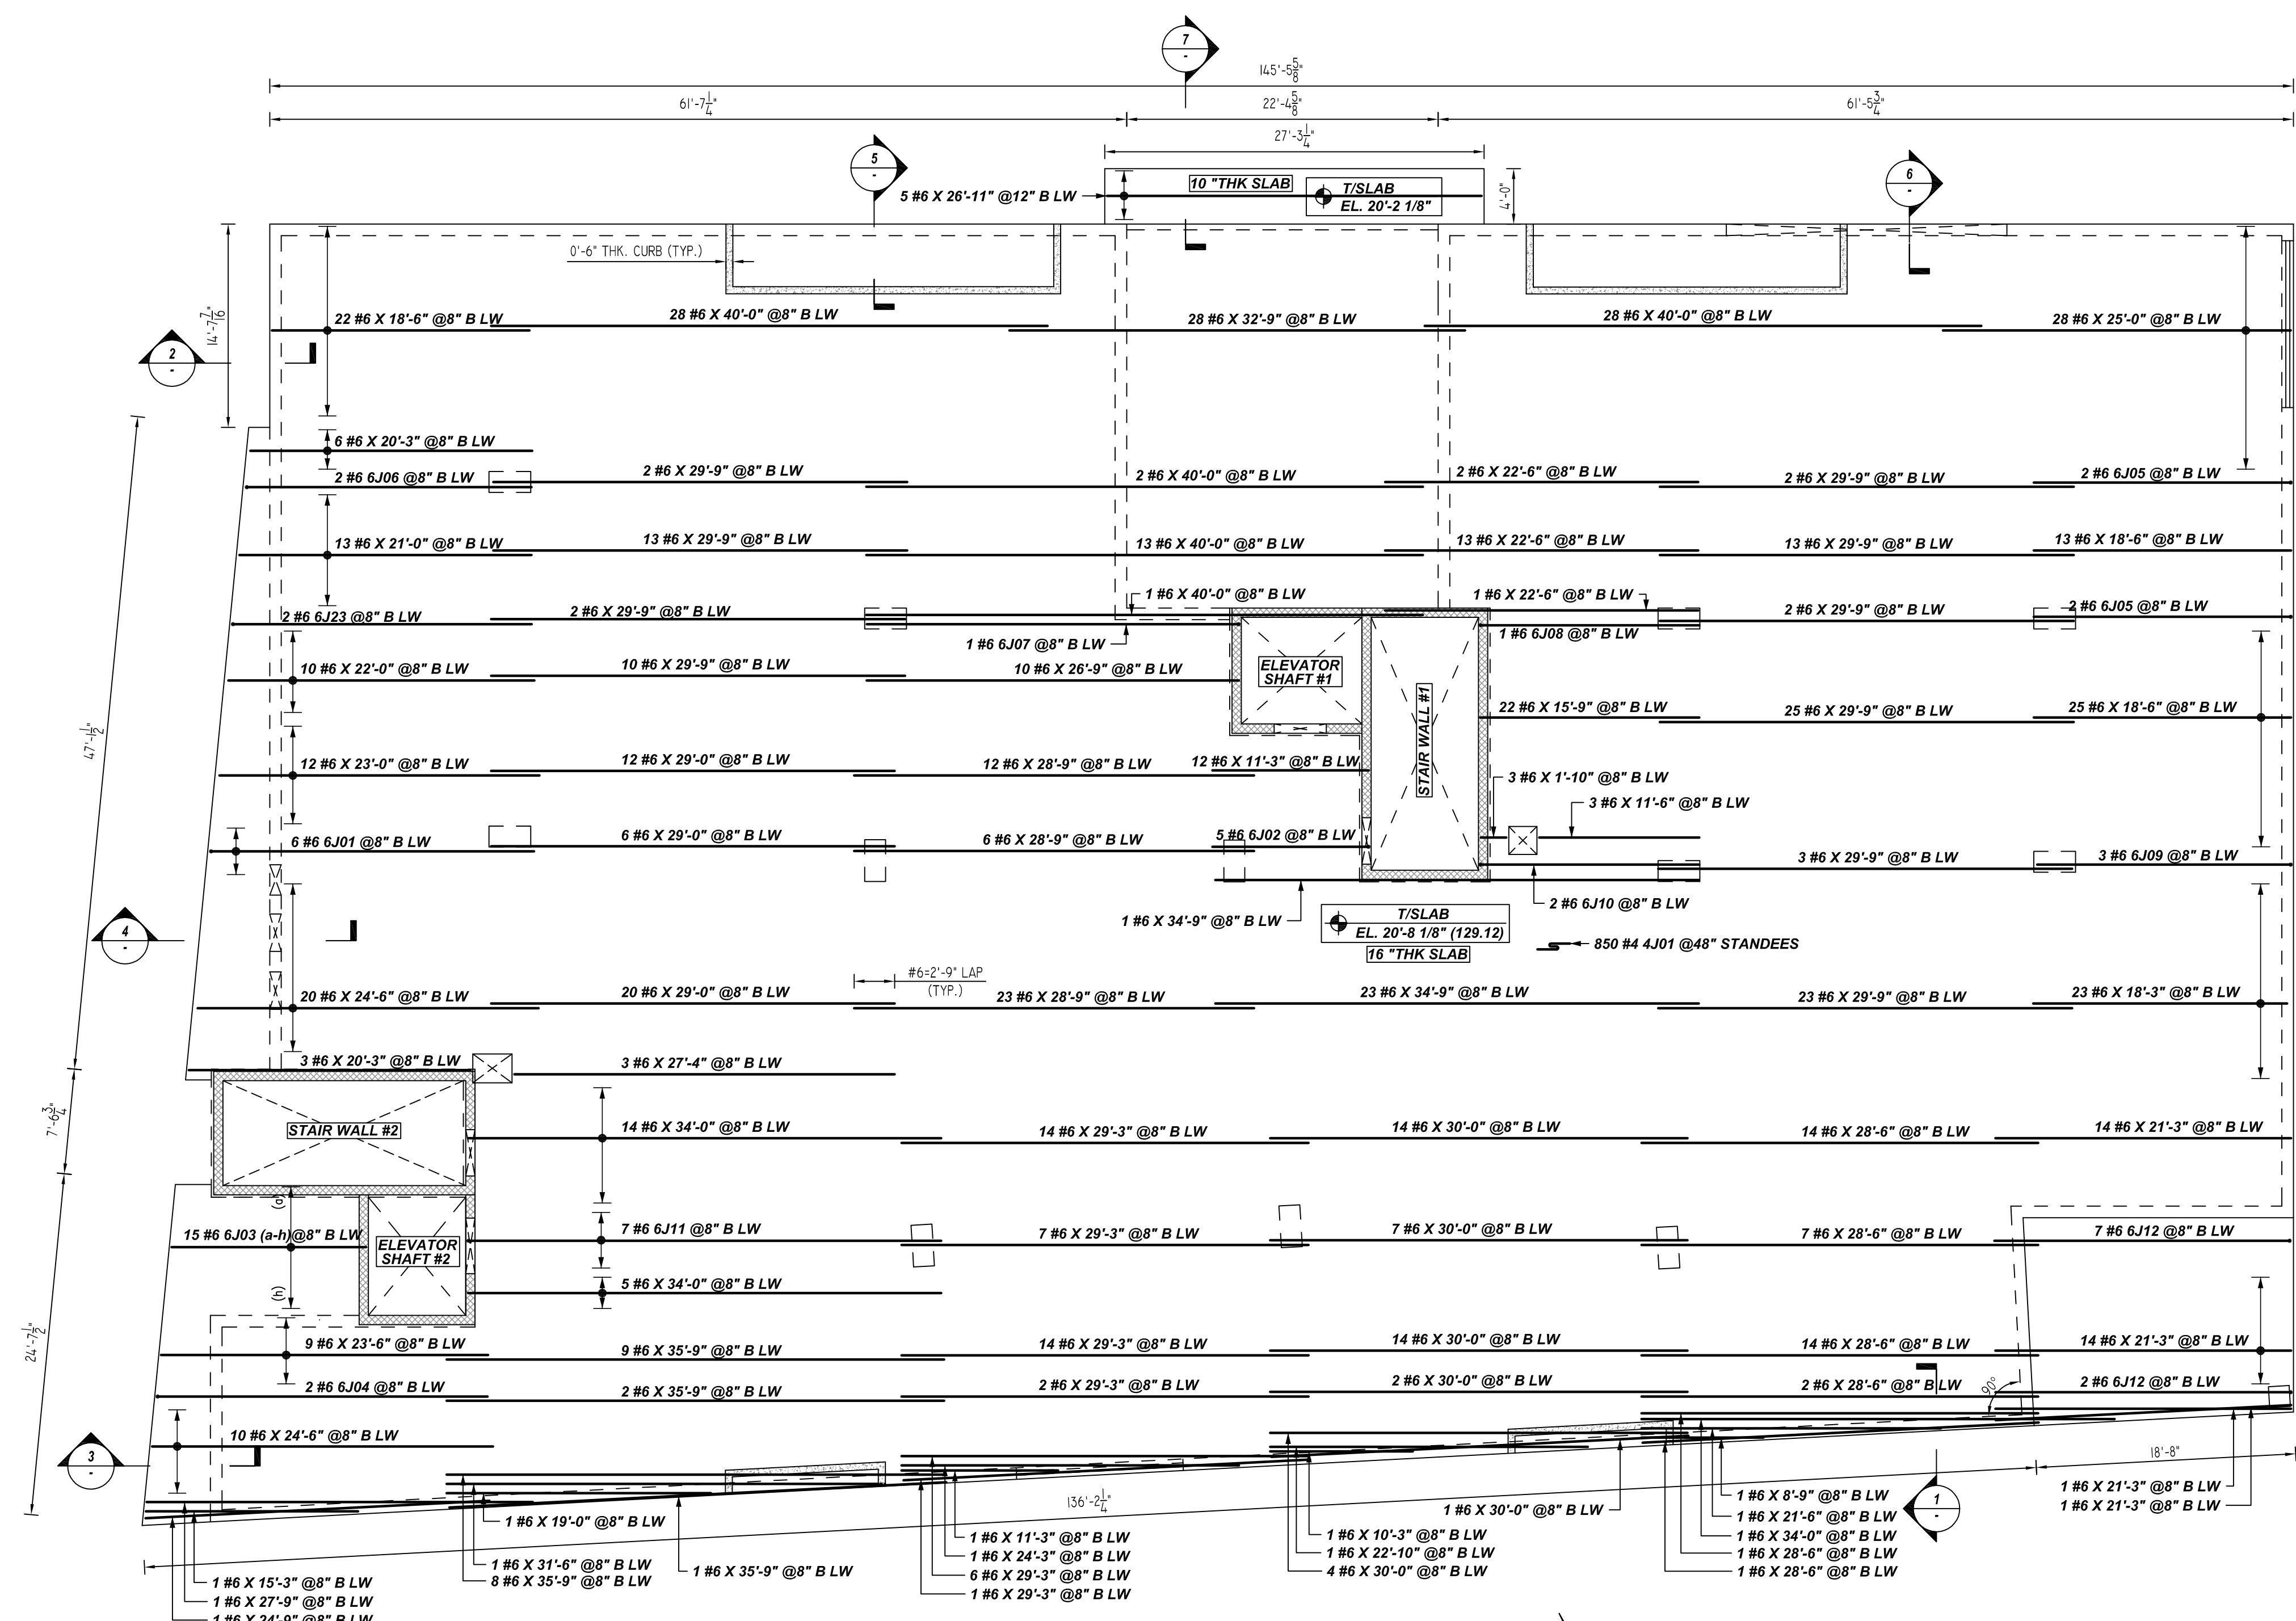 7
-
145'-5 5/8"
61'-7 1/4"
22'-4 5/8"
61'-5 3/4"
27'-3 1/4"
5
-
6
-
10 "THK SLAB
T/SLAB
EL. 20'-2 1/8"
5 #6 X 26'-11" @12" B LW
4'-0"
0'-6" THK. CURB (TYP.)
14'-7 7/16
22 #6 X 18'-6" @8" B LW
28 #6 X 40'-0" @8" B LW
28 #6 X 32'-9" @8" B LW
28 #6 X 40'-0" @8" B LW
28 #6 X 25'-0" @8" B LW
2
-
6 #6 X 20'-3" @8" B LW
2 #6 6J06 @8" B LW
2 #6 X 29'-9" @8" B LW
2 #6 X 40'-0" @8" B LW
2 #6 X 22'-6" @8" B LW
2 #6 X 29'-9" @8" B LW
2 #6 6J05 @8" B LW
13 #6 X 21'-0" @8" B LW
13 #6 X 29'-9" @8" B LW
13 #6 X 40'-0" @8" B LW
13 #6 X 22'-6" @8" B LW
13 #6 X 29'-9" @8" B LW
13 #6 X 18'-6" @8" B LW
1 #6 X 40'-0" @8" B LW
1 #6 X 22'-6" @8" B LW
2 #6 6J23 @8" B LW
2 #6 X 29'-9" @8" B LW
2 #6 X 29'-9" @8" B LW
2 #6 6J05 @8" B LW
1 #6 6J07 @8" B LW
1 #6 6J08 @8" B LW
10 #6 X 22'-0" @8" B LW
10 #6 X 29'-9" @8" B LW
10 #6 X 26'-9" @8" B LW
ELEVATOR
SHAFT #1
STAIR WALL #1
22 #6 X 15'-9" @8" B LW
25 #6 X 29'-9" @8" B LW
25 #6 X 18'-6" @8" B LW
47'-1 1/2"
12 #6 X 23'-0" @8" B LW
12 #6 X 29'-0" @8" B LW
12 #6 X 28'-9" @8" B LW
12 #6 X 11'-3" @8" B LW
3 #6 X 1'-10" @8" B LW
3 #6 X 11'-6" @8" B LW
6 #6 6J01 @8" B LW
6 #6 X 29'-0" @8" B LW
6 #6 X 28'-9" @8" B LW
5 #6 6J02 @8" B LW
3 #6 X 29'-9" @8" B LW
3 #6 6J09 @8" B LW
4
-
1 #6 X 34'-9" @8" B LW
2 #6 6J10 @8" B LW
T/SLAB
EL. 20'-8 1/8" (129.12)
16 "THK SLAB
850 #4 4J01 @48" STANDEES
#6=2'-9" LAP
(TYP.)
20 #6 X 24'-6" @8" B LW
20 #6 X 29'-0" @8" B LW
23 #6 X 28'-9" @8" B LW
23 #6 X 34'-9" @8" B LW
23 #6 X 29'-9" @8" B LW
23 #6 X 18'-3" @8" B LW
3 #6 X 20'-3" @8" B LW
3 #6 X 27'-4" @8" B LW
7'-6 3/4"
STAIR WALL #2
14 #6 X 34'-0" @8" B LW
14 #6 X 29'-3" @8" B LW
14 #6 X 30'-0" @8" B LW
14 #6 X 28'-6" @8" B LW
14 #6 X 21'-3" @8" B LW
(a)
15 #6 6J03 (a-h)@8" B LW
ELEVATOR
SHAFT #2
(h)
7 #6 6J11 @8" B LW
7 #6 X 29'-3" @8" B LW
7 #6 X 30'-0" @8" B LW
7 #6 X 28'-6" @8" B LW
7 #6 6J12 @8" B LW
5 #6 X 34'-0" @8" B LW
24'-7 1/2"
9 #6 X 23'-6" @8" B LW
9 #6 X 35'-9" @8" B LW
14 #6 X 29'-3" @8" B LW
14 #6 X 30'-0" @8" B LW
14 #6 X 28'-6" @8" B LW
14 #6 X 21'-3" @8" B LW
2 #6 6J04 @8" B LW
2 #6 X 35'-9" @8" B LW
2 #6 X 29'-3" @8" B LW
2 #6 X 30'-0" @8" B LW
2 #6 X 28'-6" @8" B LW
90°
2 #6 6J12 @8" B LW
10 #6 X 24'-6" @8" B LW
3
-
18'-8"
136'-2 1/4"
1
-
1 #6 X 15'-3" @8" B LW
1 #6 X 27'-9" @8" B LW
1 #6 X 24'-9" @8" B LW
1 #6 X 19'-0" @8" B LW
1 #6 X 31'-6" @8" B LW
8 #6 X 35'-9" @8" B LW
1 #6 X 35'-9" @8" B LW
1 #6 X 11'-3" @8" B LW
1 #6 X 24'-3" @8" B LW
6 #6 X 29'-3" @8" B LW
1 #6 X 29'-3" @8" B LW
1 #6 X 10'-3" @8" B LW
1 #6 X 22'-10" @8" B LW
4 #6 X 30'-0" @8" B LW
1 #6 X 30'-0" @8" B LW
1 #6 X 8'-9" @8" B LW
1 #6 X 21'-6" @8" B LW
1 #6 X 34'-0" @8" B LW
1 #6 X 28'-6" @8" B LW
1 #6 X 28'-6" @8" B LW
1 #6 X 21'-3" @8" B LW
1 #6 X 21'-3" @8" B LW